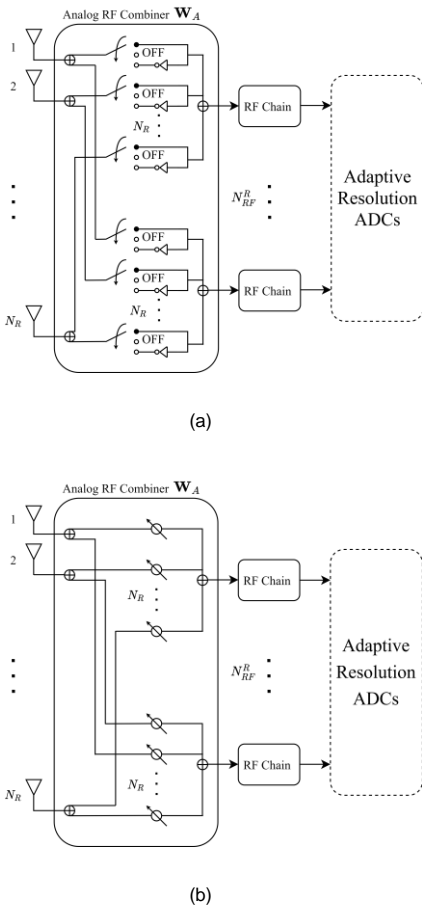 Analog RF Combiner W_A
1
OFF
2
OFF
RF Chain
N_R
OFF
Adaptive
Resolution
ADCs
N_RF^R
OFF
OFF
RF Chain
N_R
N_R
OFF
(a)
Analog RF Combiner W_A
1
2
RF Chain
N_R
Adaptive
Resolution
ADCs
N_RF^R
RF Chain
N_R
N_R
(b)